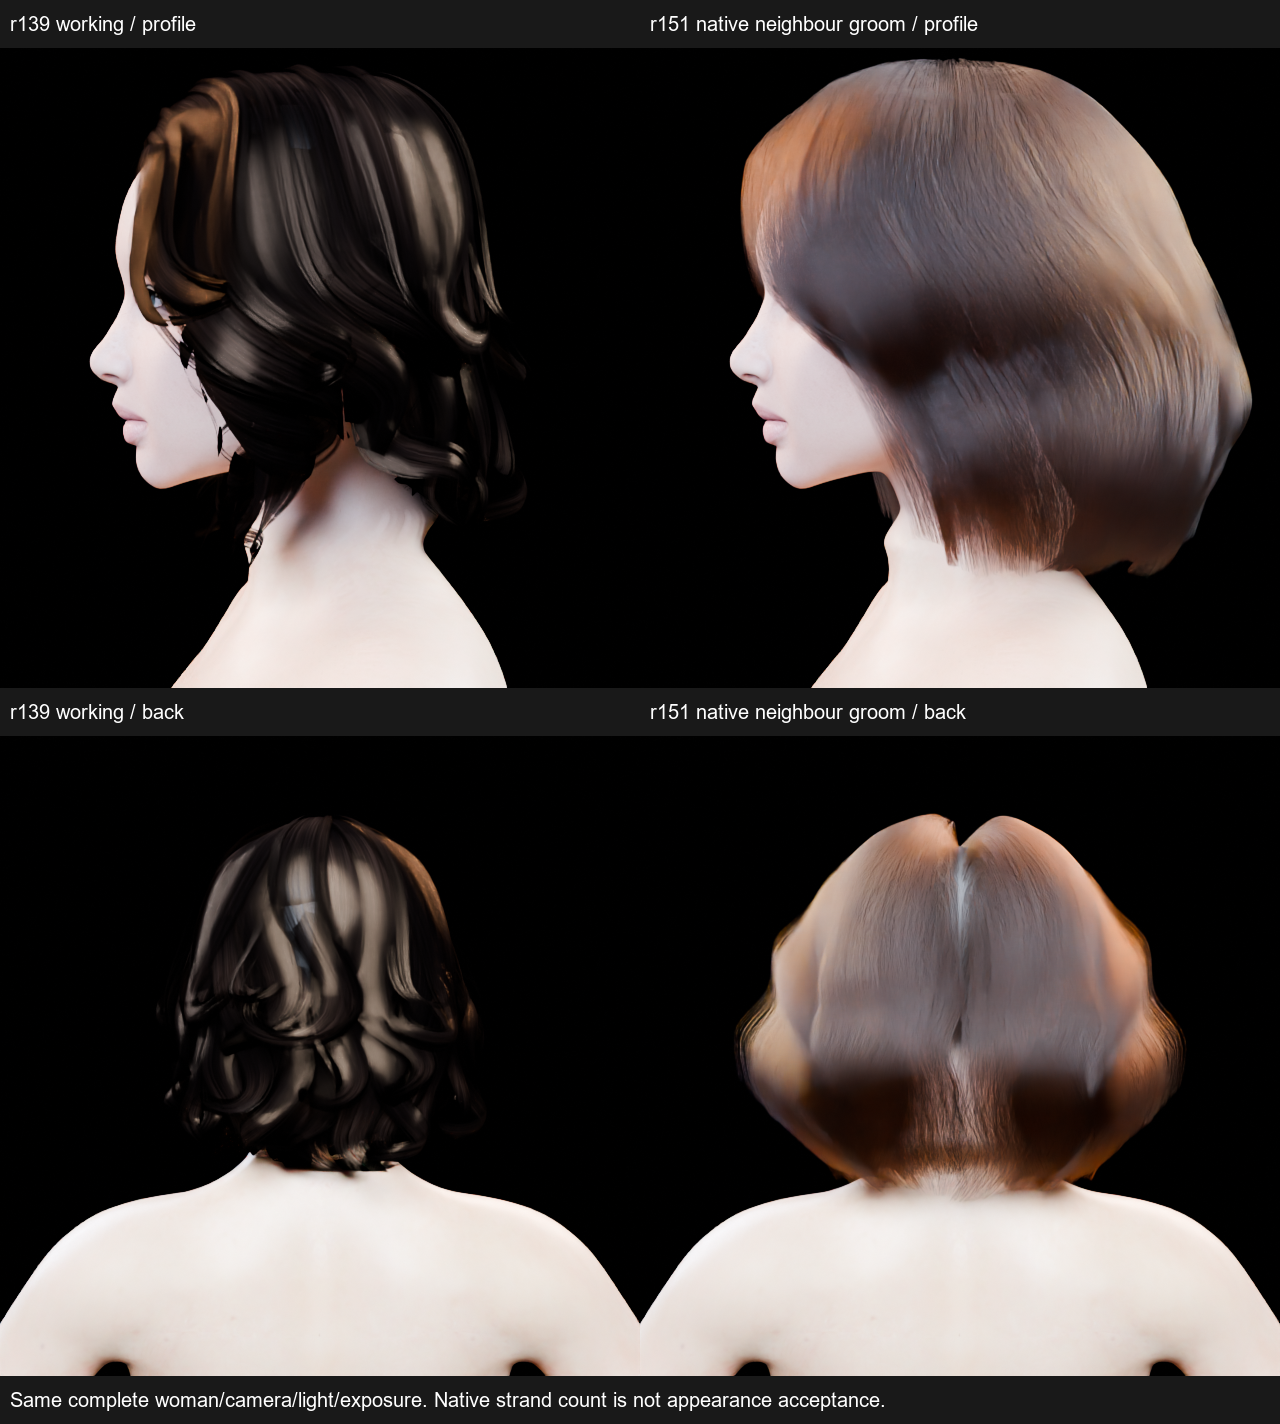 r139 working / profile
r151 native neighbour groom / profile
r139 working / back
r151 native neighbour groom / back
Same complete woman/camera/light/exposure. Native strand count is not appearance acceptance.